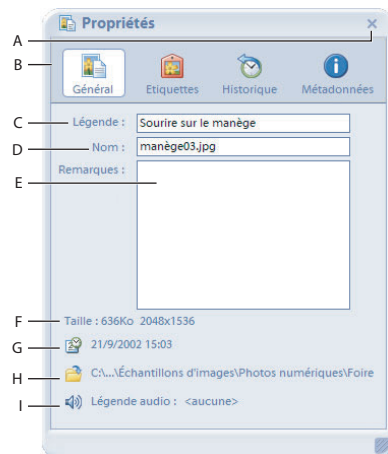 Propriétés
A
B
Général Etiquettes Historique Métadonnées
C Légende : Sourire sur le manège
D Nom : manège03.jpg
Remarques :
E
F Taille : 636Ko 2048x1536
G 21/9/2002 15:03
H C:\...\Échantillons d'images\Photos numériques\Foire
I Légende audio : <aucune>